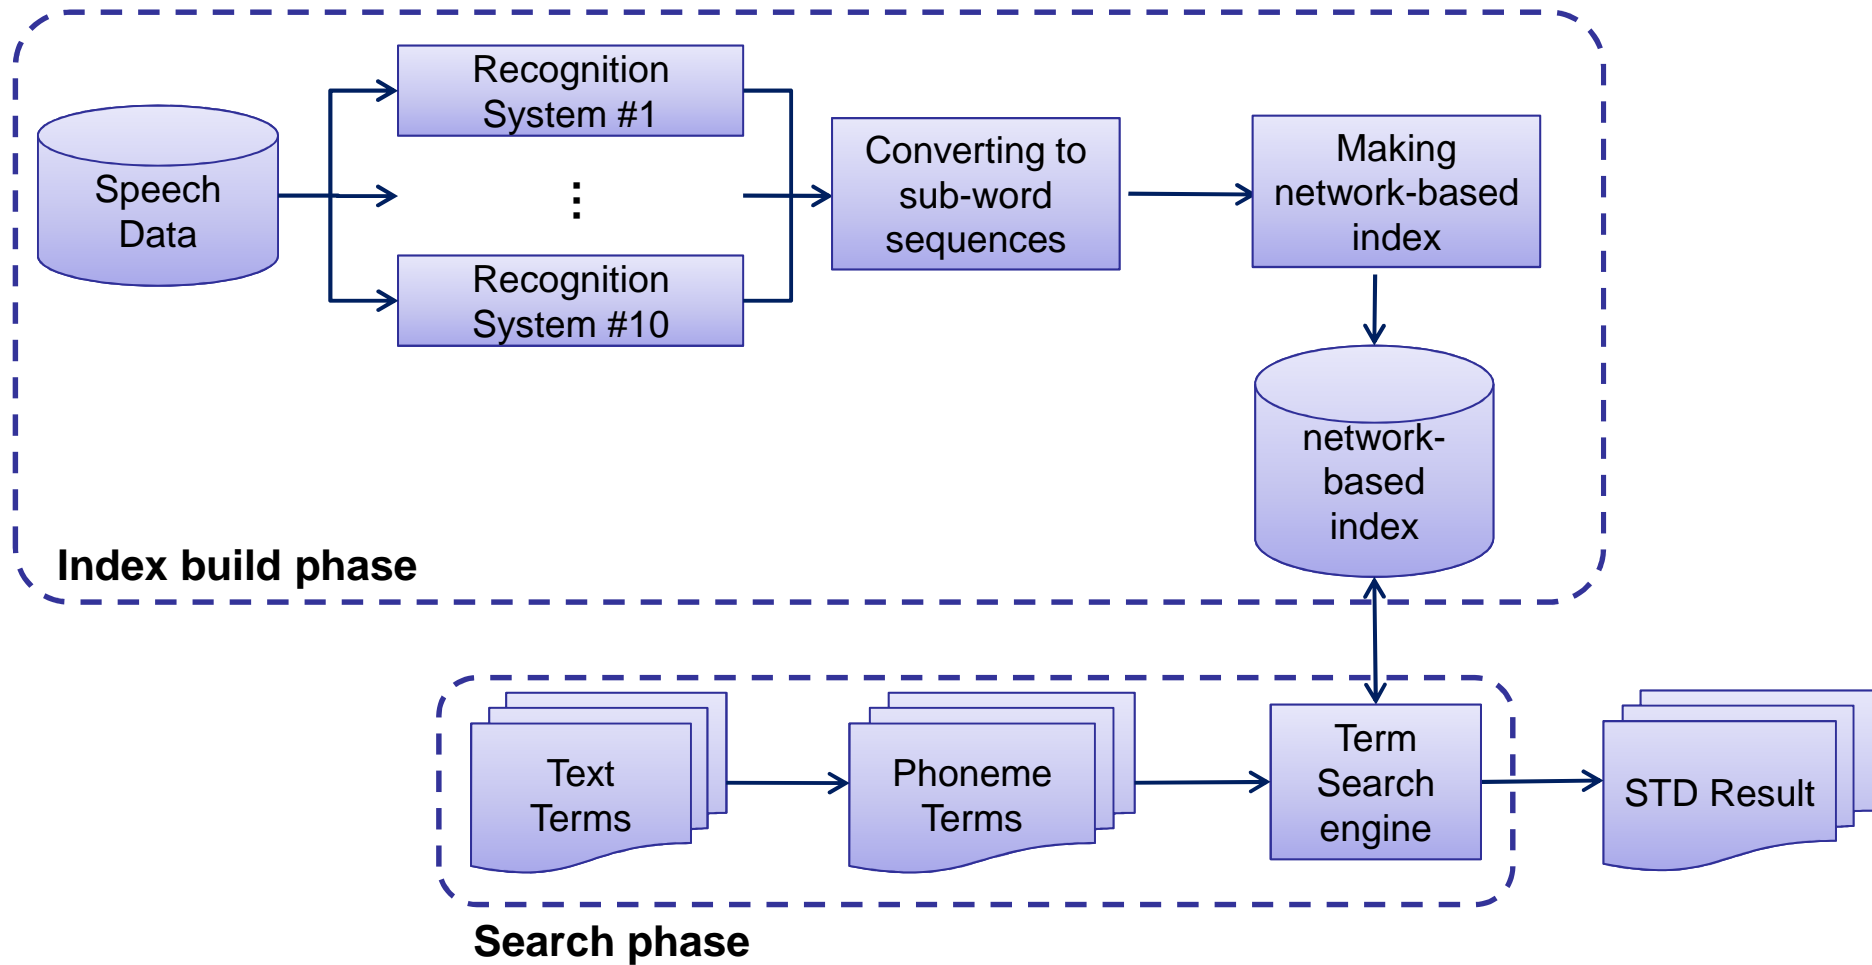 Speech
Data
Recognition
System #1
⋮
Recognition
System #10
Converting to
sub-word
sequences
Making
network-based
index
network-
based
index
Index build phase
Text
Terms
Phoneme
Terms
Term
Search
engine
STD Result
Search phase